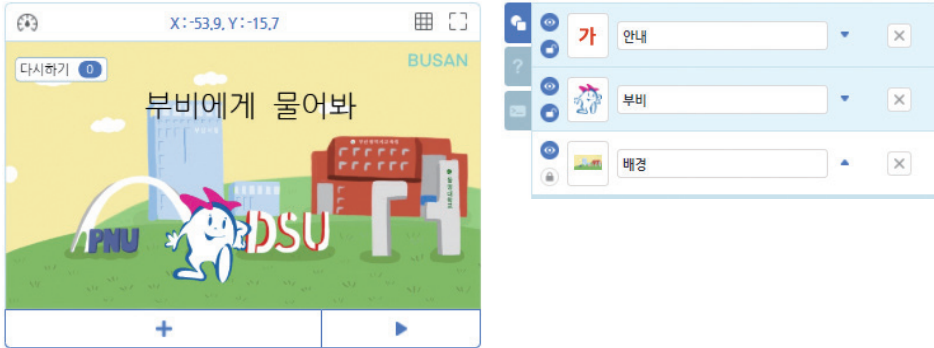 X:-53.9, Y:-15.7
다시하기 0
BUSAN
부비에게 물어봐
PNU
DSU
가 안내
부비
배경